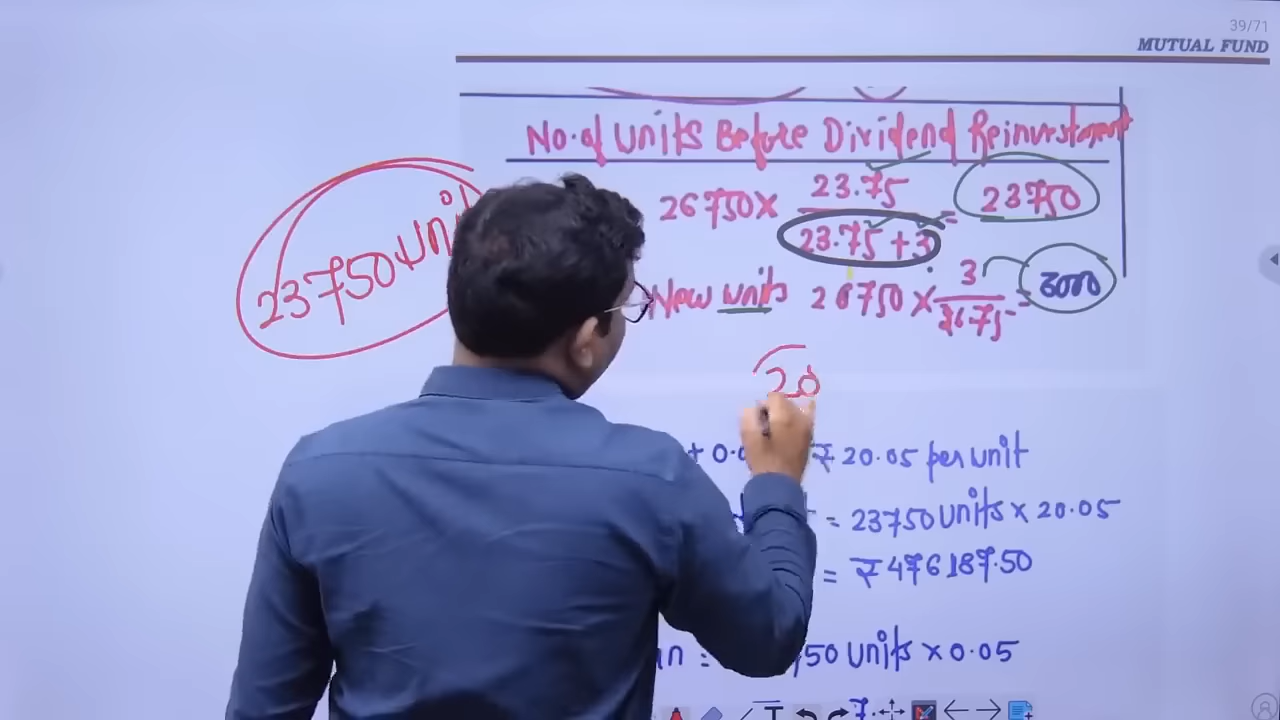 39/71
MUTUAL FUND
No. of Units Before Dividend Reinvestment
26750 × 23.75 / 23.75 + 3 = 23750
23750 Unit
New units 26750 × 3 / 26.75 = 3000
20
+ 0.0 ₹ 20.05 per unit
= 23750 Units × 20.05
= ₹ 476187.50
= 750 Units × 0.05